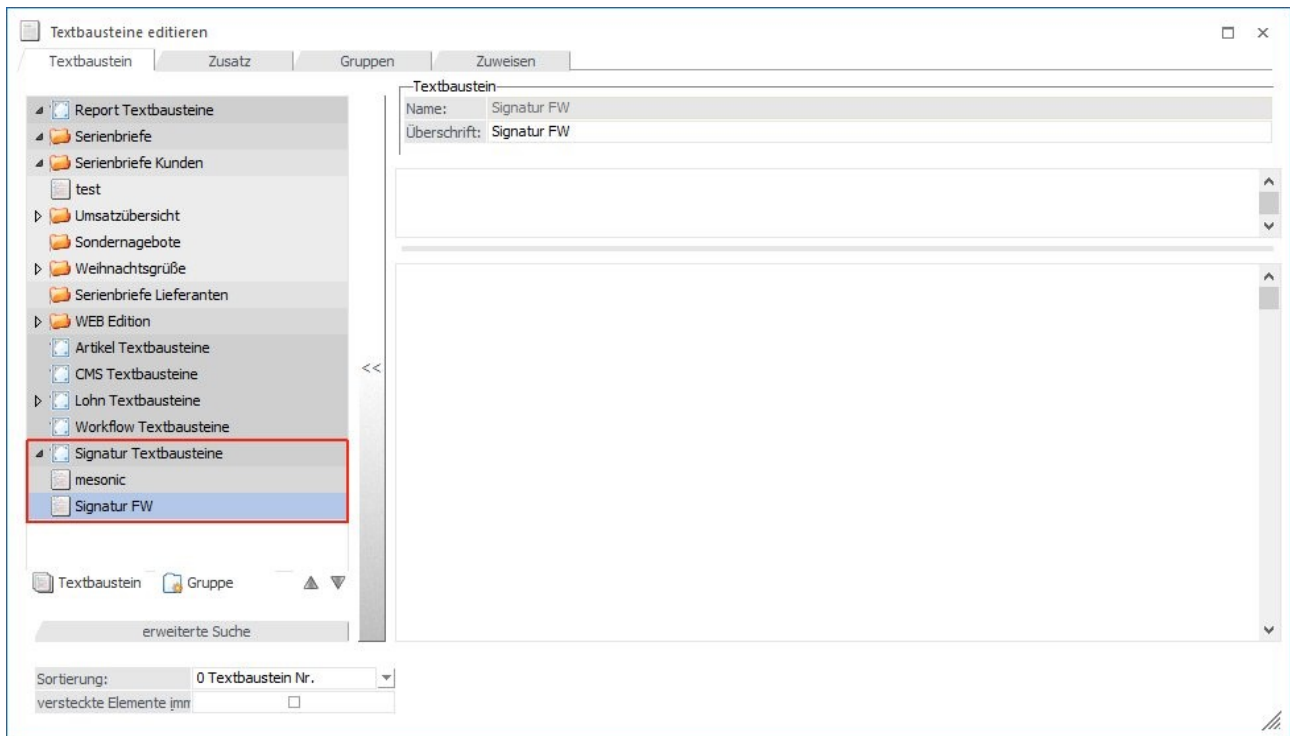 Textbausteine editieren
Textbaustein Zusatz Gruppen Zuweisen
Report Textbausteine
Serienbriefe
Serienbriefe Kunden
test
Umsatzübersicht
Sondernagebote
Weihnachtsgrüße
Serienbriefe Lieferanten
WEB Edition
Artikel Textbausteine
CMS Textbausteine
Lohn Textbausteine
Workflow Textbausteine
Signatur Textbausteine
mesonic
Signatur FW
Textbaustein Gruppe
erweiterte Suche
Sortierung: 0 Textbaustein Nr.
versteckte Elemente imm
<<
Textbaustein
Name: Signatur FW
Überschrift: Signatur FW